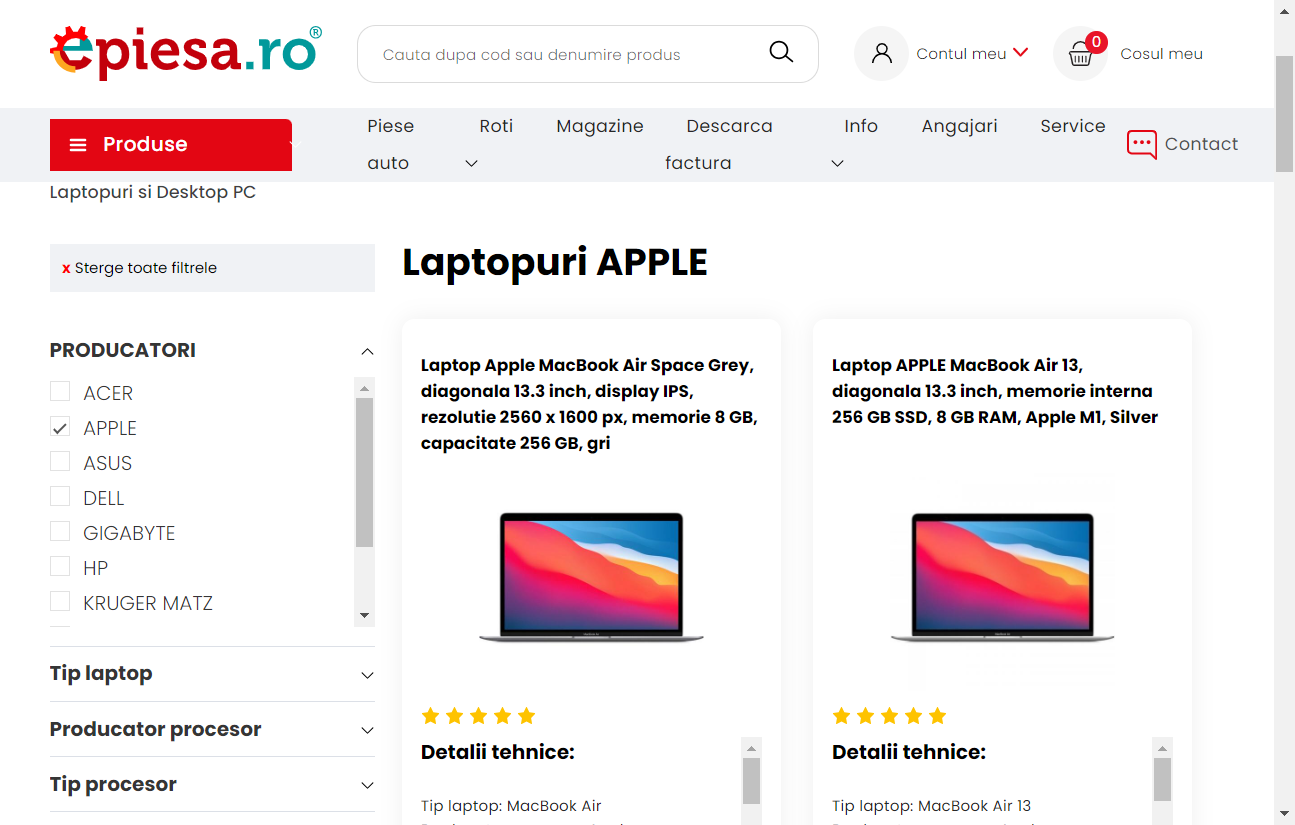 epiesa.ro®
Cauta dupa cod sau denumire produs
Contul meu
0
Cosul meu
Produse
Piese auto
Roti
Magazine
Descarca factura
Info
Angajari
Service
Contact
Laptopuri si Desktop PC
x Sterge toate filtrele
Laptopuri APPLE
PRODUCATORI
ACER
APPLE
ASUS
DELL
GIGABYTE
HP
KRUGER MATZ
Tip laptop
Producator procesor
Tip procesor
Laptop Apple MacBook Air Space Grey,
diagonala 13.3 inch, display IPS,
rezolutie 2560 x 1600 px, memorie 8 GB,
capacitate 256 GB, gri
Detalii tehnice:
Tip laptop: MacBook Air
Laptop APPLE MacBook Air 13,
diagonala 13.3 inch, memorie interna
256 GB SSD, 8 GB RAM, Apple M1, Silver
Detalii tehnice:
Tip laptop: MacBook Air 13